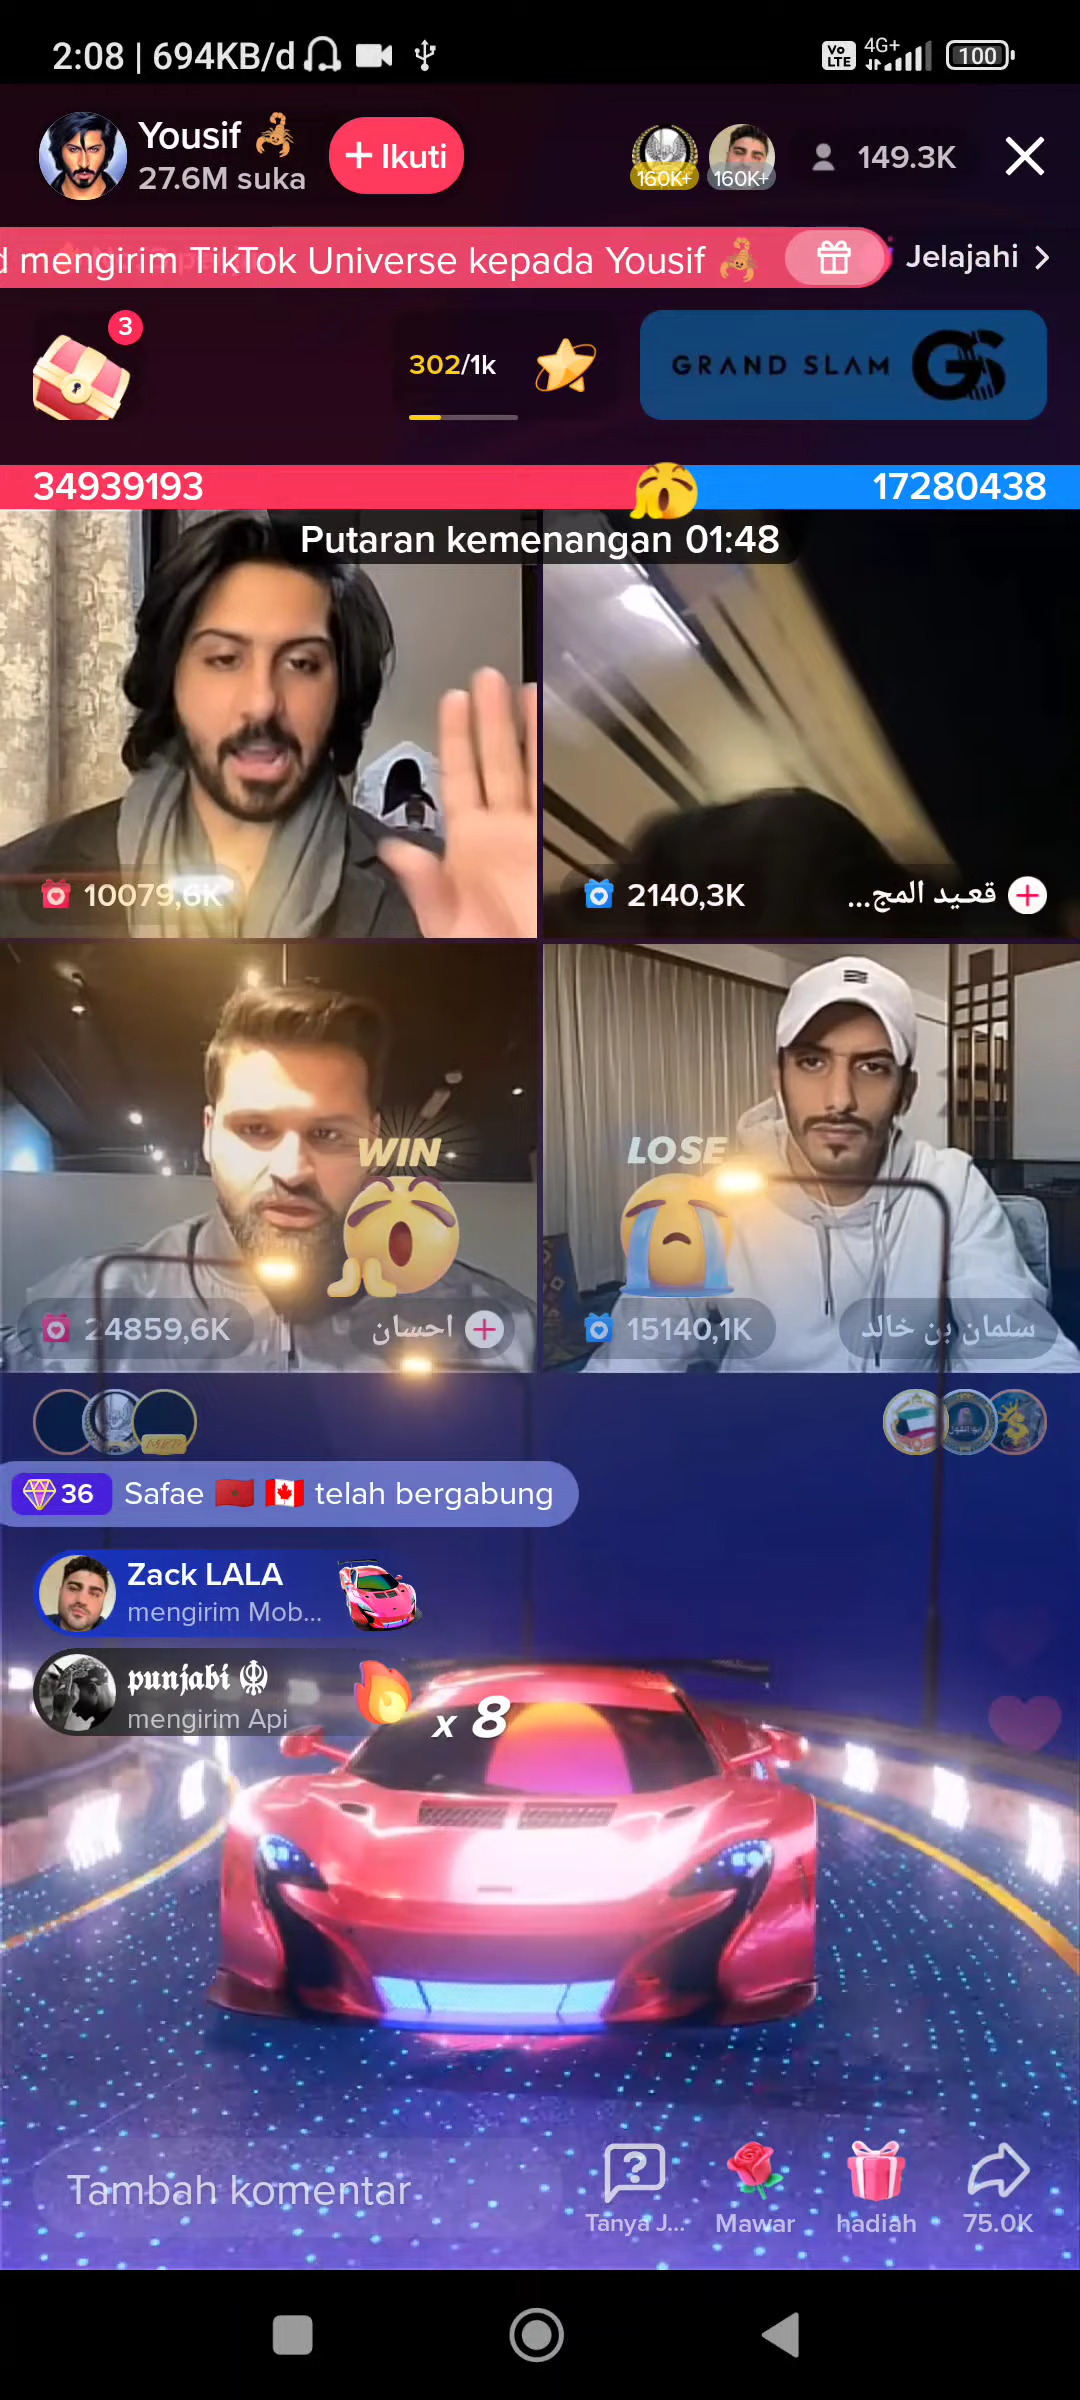 2:08 | 694KB/d
Vo LTE 4G+ 100
Yousif 🦂
27.6M suka
+ Ikuti
160K+
160K+
149.3K
d mengirim TikTok Universe kepada Yousif 🦂
Jelajahi >
3
302/1k
GRAND SLAM GS
34939193
17280438
Putaran kemenangan 01:48
10079,6K
2140,3K
قعيد المج...
WIN
LOSE
24859,6K
احسان
15140,1K
سلمان بن خالد
36 Safae 🇲🇦 🇨🇦 telah bergabung
Zack LALA
mengirim Mob...
𝖕𝖚𝖓𝖏𝖆𝖇𝖎 ☬
mengirim Api
x 8
Tambah komentar
Tanya J...
Mawar
hadiah
75.0K